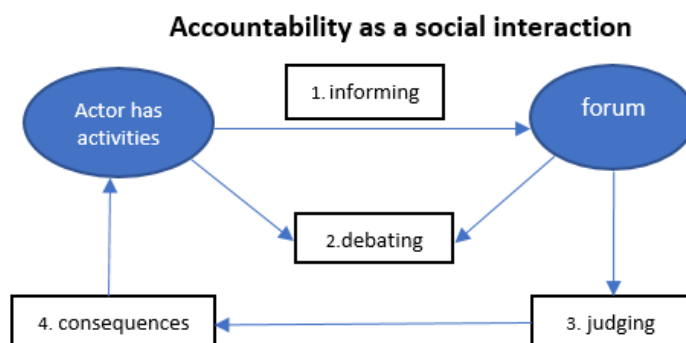 Accountability as a social interaction
1. informing
Actor has
activities
forum
2.debating
4. consequences
3. judging